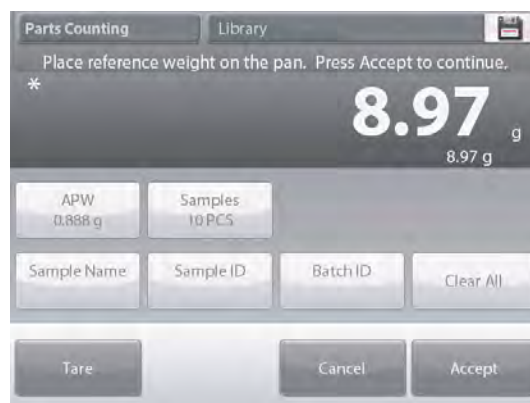 Parts Counting
Library
Place reference weight on the pan. Press Accept to continue.
*
8.97 g
8.97 g
APW
0.888 g
Samples
10 PCS
Sample Name
Sample ID
Batch ID
Clear All
Tare
Cancel
Accept